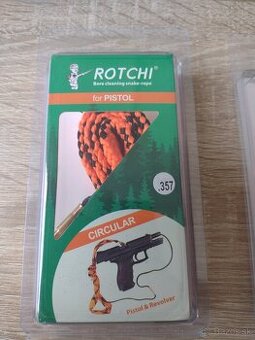 ROTCHI®
Bore cleaning snake-rope
for PISTOL
.357
CIRCULAR
Pistol & Revolver